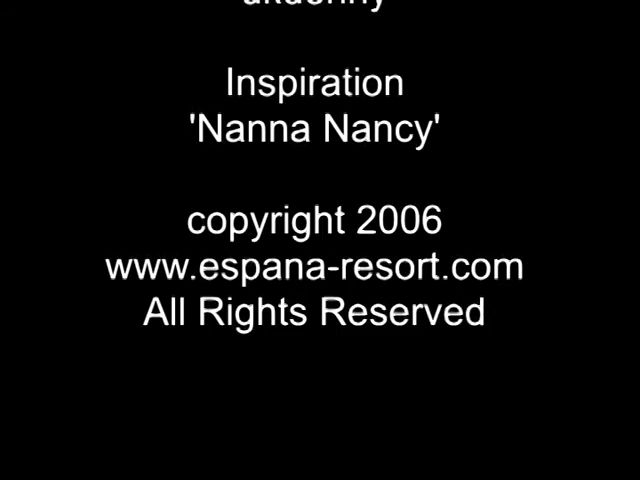 Inspiration
'Nanna Nancy'
copyright 2006
www.espana-resort.com
All Rights Reserved